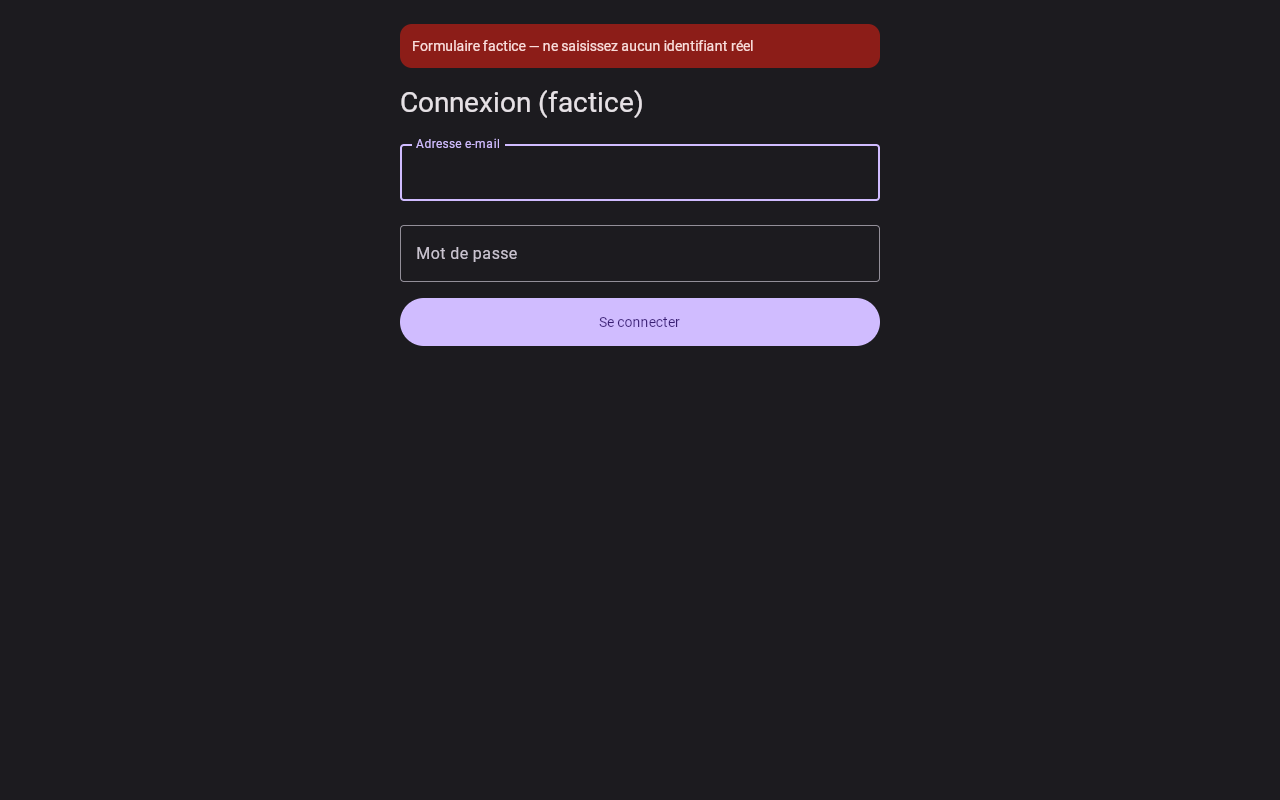 Formulaire factice — ne saisissez aucun identifiant réel
Connexion (factice)
Adresse e-mail
Mot de passe
Se connecter